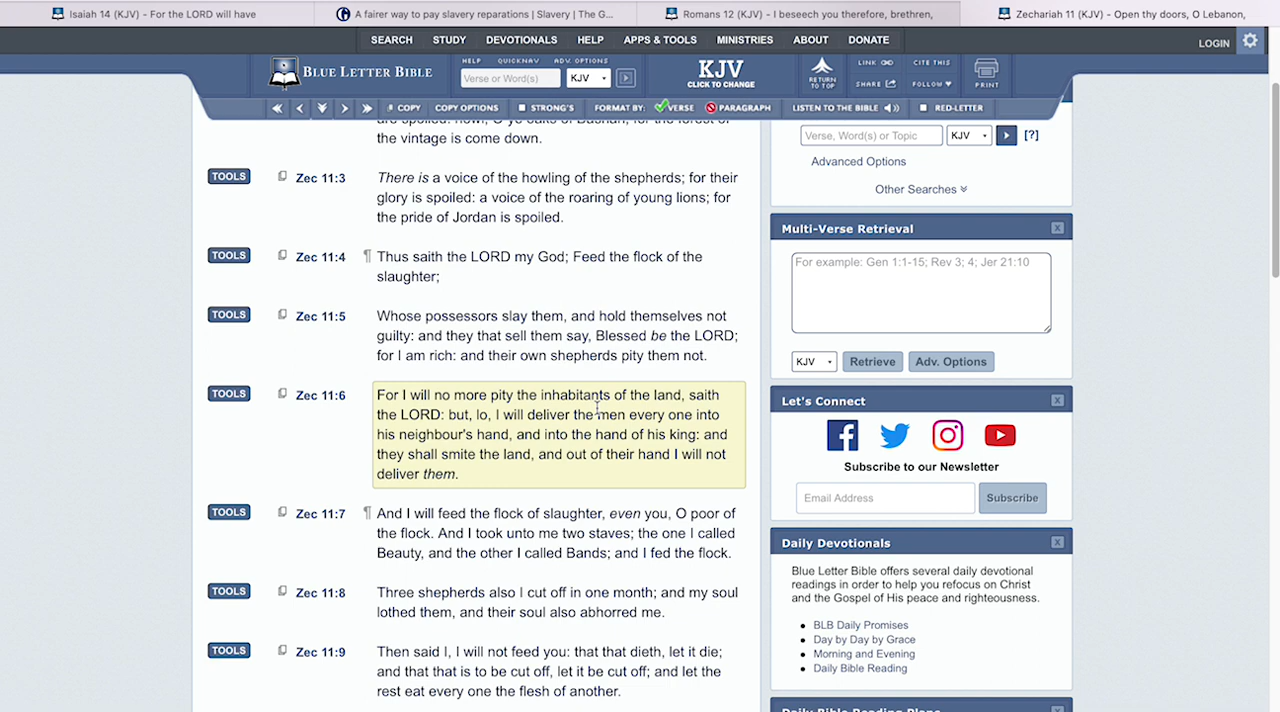 Isaiah 14 (KJV) - For the LORD will have
A fairer way to pay slavery reparations | Slavery | The G...
Romans 12 (KJV) - I beseech you therefore, brethren,
Zechariah 11 (KJV) - Open thy doors, O Lebanon,
SEARCH STUDY DEVOTIONALS HELP APPS & TOOLS MINISTRIES ABOUT DONATE
LOGIN
BLUE LETTER BIBLE
HELP QUICKNAV ADV. OPTIONS
Verse or Word(s) KJV
KJV
CLICK TO CHANGE
RETURN
TO TOP
LINK CITE THIS
SHARE FOLLOW
PRINT
COPY COPY OPTIONS STRONG'S FORMAT BY: VERSE PARAGRAPH LISTEN TO THE BIBLE RED-LETTER
the vintage is come down.
TOOLS Zec 11:3 There is a voice of the howling of the shepherds; for their
glory is spoiled: a voice of the roaring of young lions; for
the pride of Jordan is spoiled.
TOOLS Zec 11:4 ¶ Thus saith the LORD my God; Feed the flock of the
slaughter;
TOOLS Zec 11:5 Whose possessors slay them, and hold themselves not
guilty: and they that sell them say, Blessed be the LORD;
for I am rich: and their own shepherds pity them not.
TOOLS Zec 11:6 For I will no more pity the inhabitants of the land, saith
the LORD: but, lo, I will deliver the men every one into
his neighbour's hand, and into the hand of his king: and
they shall smite the land, and out of their hand I will not
deliver them.
TOOLS Zec 11:7 ¶ And I will feed the flock of slaughter, even you, O poor of
the flock. And I took unto me two staves; the one I called
Beauty, and the other I called Bands; and I fed the flock.
TOOLS Zec 11:8 Three shepherds also I cut off in one month; and my soul
lothed them, and their soul also abhorred me.
TOOLS Zec 11:9 Then said I, I will not feed you: that that dieth, let it die;
and that that is to be cut off, let it be cut off; and let the
rest eat every one the flesh of another.
Verse, Word(s) or Topic KJV [?]
Advanced Options
Other Searches
Multi-Verse Retrieval X
For example: Gen 1:1-15; Rev 3; 4; Jer 21:10
KJV Retrieve Adv. Options
Let's Connect X
Subscribe to our Newsletter
Email Address Subscribe
Daily Devotionals X
Blue Letter Bible offers several daily devotional
readings in order to help you refocus on Christ
and the Gospel of His peace and righteousness.
BLB Daily Promises
Day by Day by Grace
Morning and Evening
Daily Bible Reading